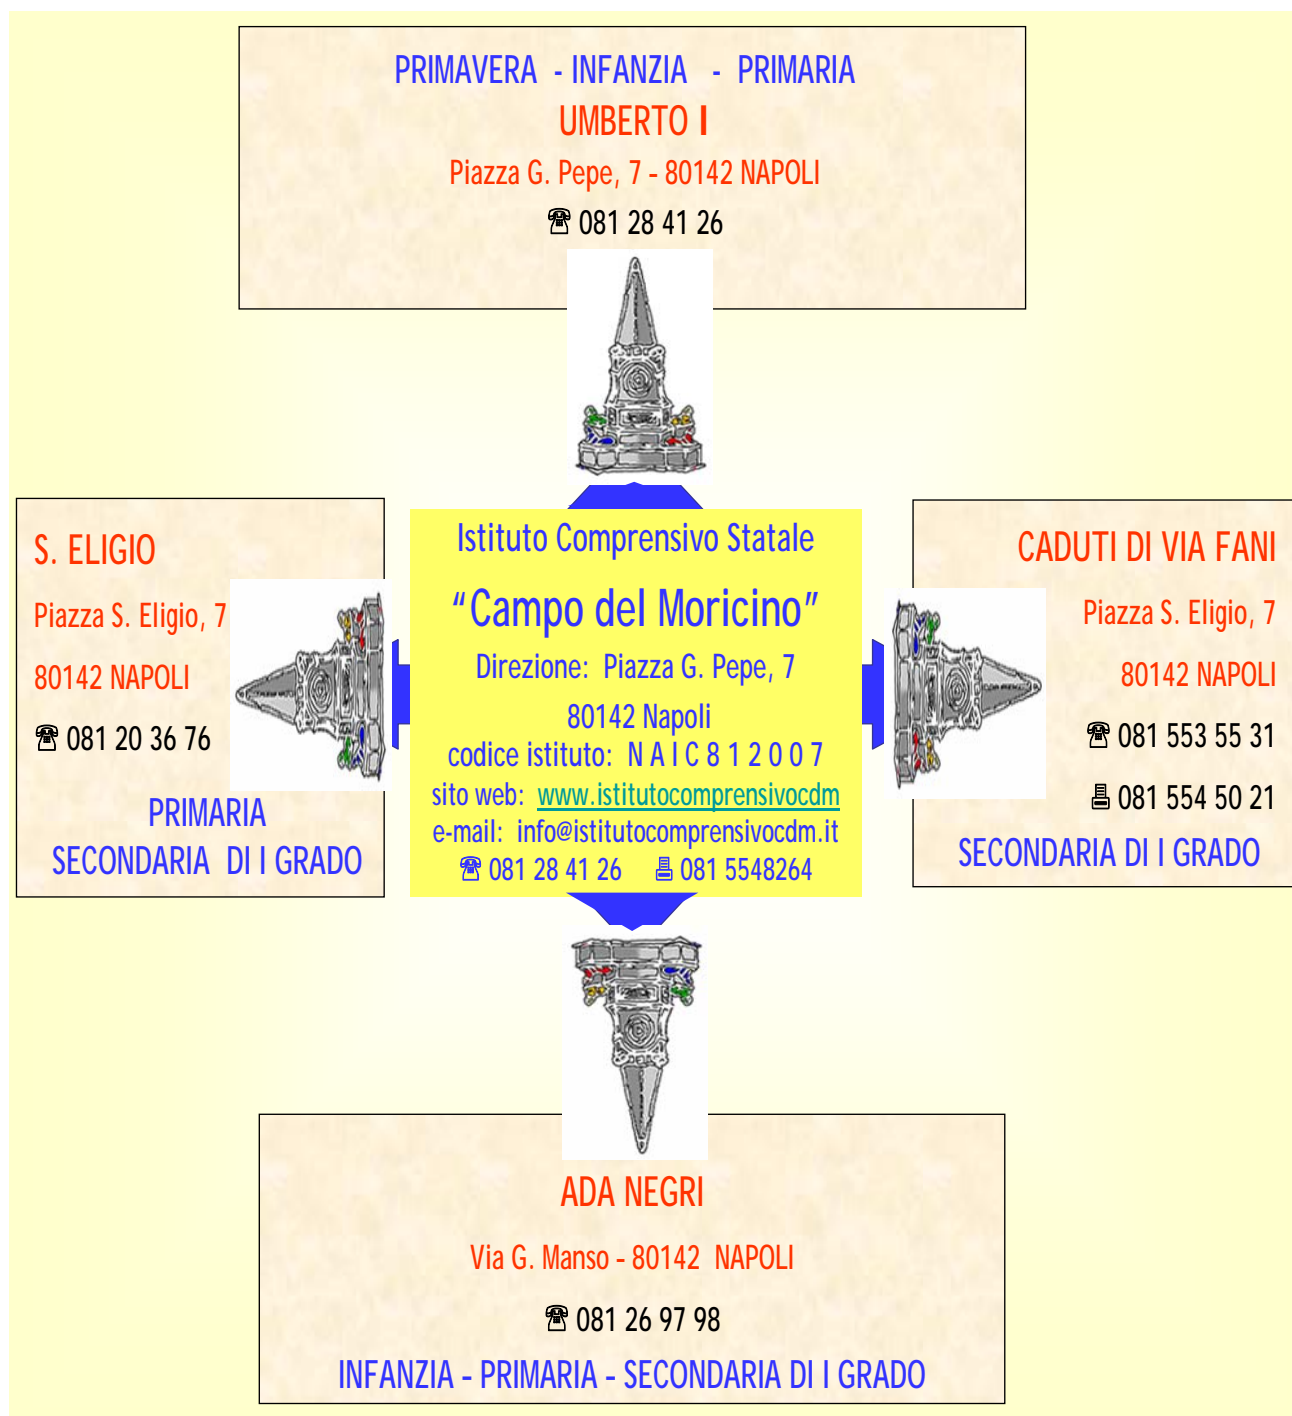 PRIMAVERA - INFANZIA - PRIMARIA
UMBERTO I
Piazza G. Pepe, 7 - 80142 NAPOLI
☎ 081 28 41 26
S. ELIGIO
Piazza S. Eligio, 7
80142 NAPOLI
☎ 081 20 36 76
PRIMARIA
SECONDARIA DI I GRADO
Istituto Comprensivo Statale
“Campo del Moricino”
Direzione: Piazza G. Pepe, 7
80142 Napoli
codice istituto: N A I C 8 1 2 0 0 7
sito web: www.istitutocomprensivocdm
e-mail: info@istitutocomprensivocdm.it
☎ 081 28 41 26 🖷 081 5548264
CADUTI DI VIA FANI
Piazza S. Eligio, 7
80142 NAPOLI
☎ 081 553 55 31
🖷 081 554 50 21
SECONDARIA DI I GRADO
ADA NEGRI
Via G. Manso - 80142 NAPOLI
☎ 081 26 97 98
INFANZIA - PRIMARIA - SECONDARIA DI I GRADO